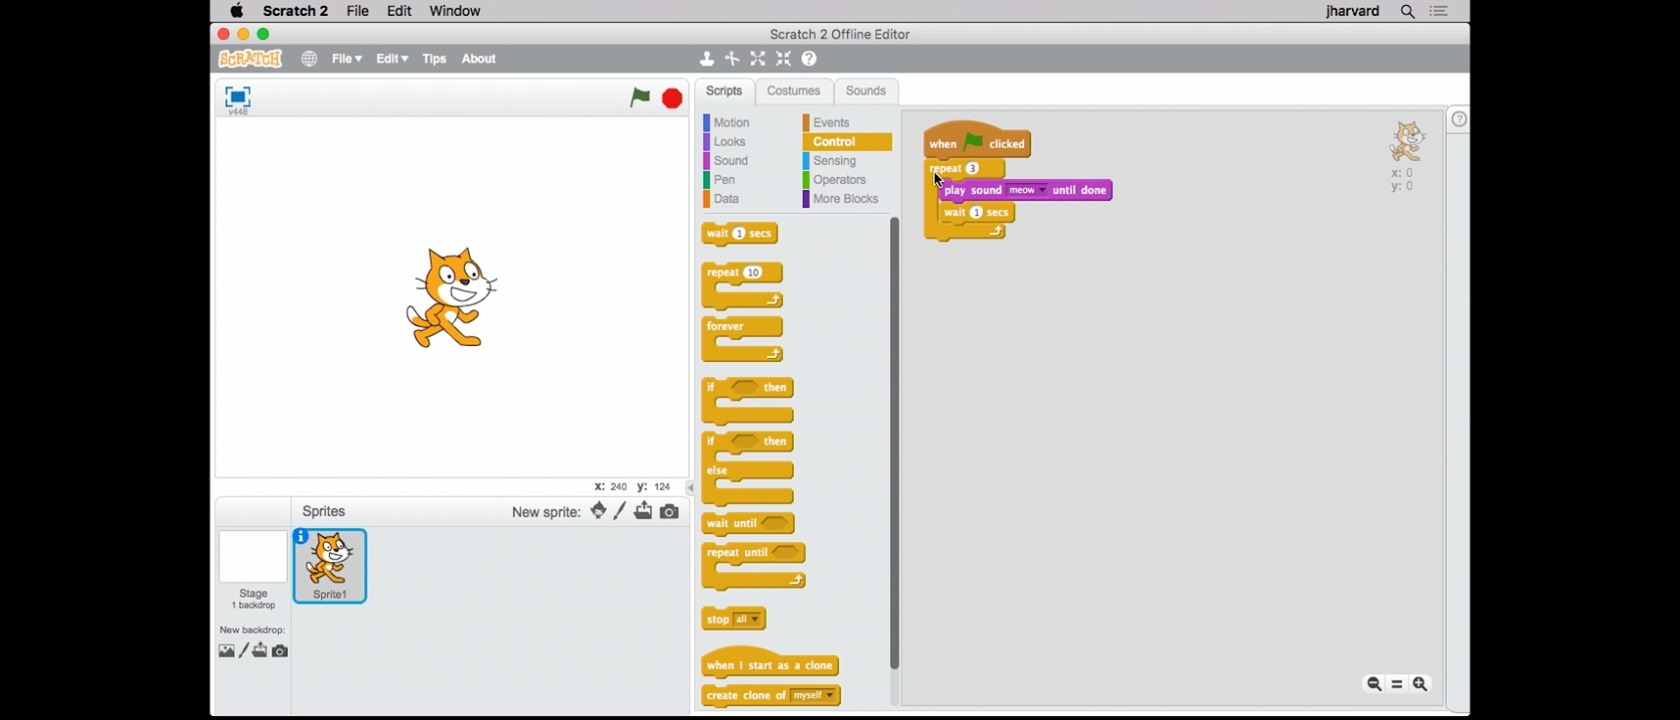 Scratch 2 File Edit Window jharvard
Scratch 2 Offline Editor
SCRATCH File Edit Tips About
v448
Scripts Costumes Sounds
Motion Events
Looks Control
Sound Sensing
Pen Operators
Data More Blocks
wait 1 secs
repeat 10
forever
if then
if then
else
wait until
repeat until
stop all
when I start as a clone
create clone of myself
when clicked
repeat 3
play sound meow until done
wait 1 secs
x: 0
y: 0
x: 240 y: 124
Sprites New sprite:
Stage
1 backdrop
New backdrop:
Sprite1